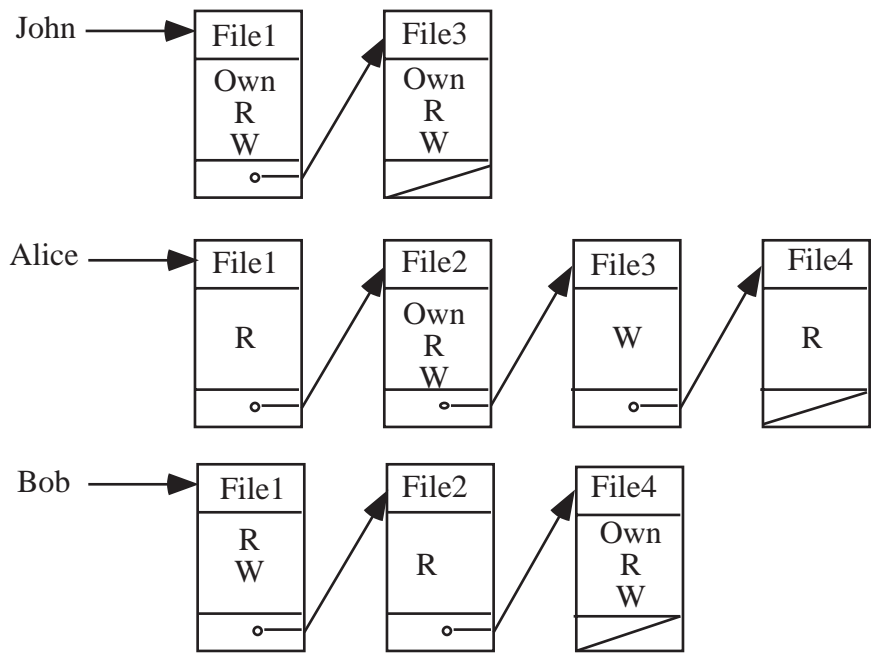 John
File1
Own
R
W
File3
Own
R
W
Alice
File1
R
File2
Own
R
W
File3
W
File4
R
Bob
File1
R
W
File2
R
File4
Own
R
W